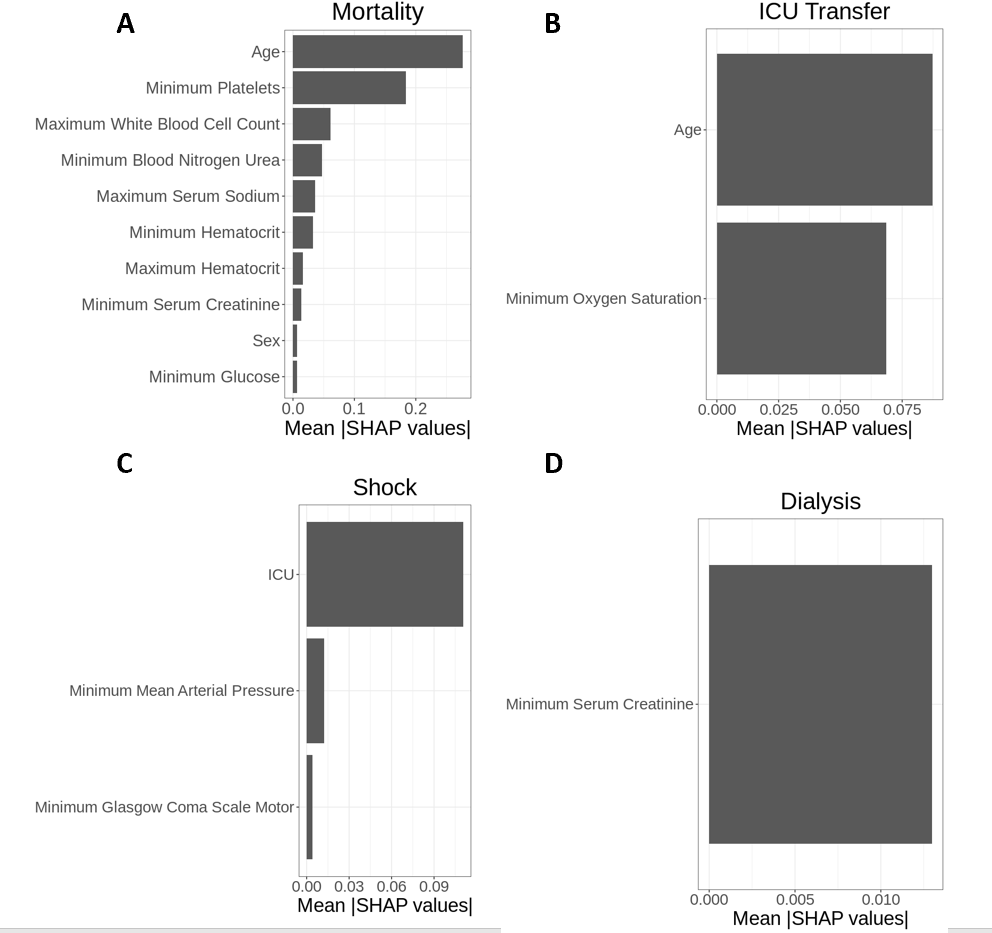 A
Mortality
Age
Minimum Platelets
Maximum White Blood Cell Count
Minimum Blood Nitrogen Urea
Maximum Serum Sodium
Minimum Hematocrit
Maximum Hematocrit
Minimum Serum Creatinine
Sex
Minimum Glucose
0.0 0.1 0.2
Mean |SHAP values|
B
ICU Transfer
Age
Minimum Oxygen Saturation
0.000 0.025 0.050 0.075
Mean |SHAP values|
C
Shock
ICU
Minimum Mean Arterial Pressure
Minimum Glasgow Coma Scale Motor
0.00 0.03 0.06 0.09
Mean |SHAP values|
D
Dialysis
Minimum Serum Creatinine
0.000 0.005 0.010
Mean |SHAP values|